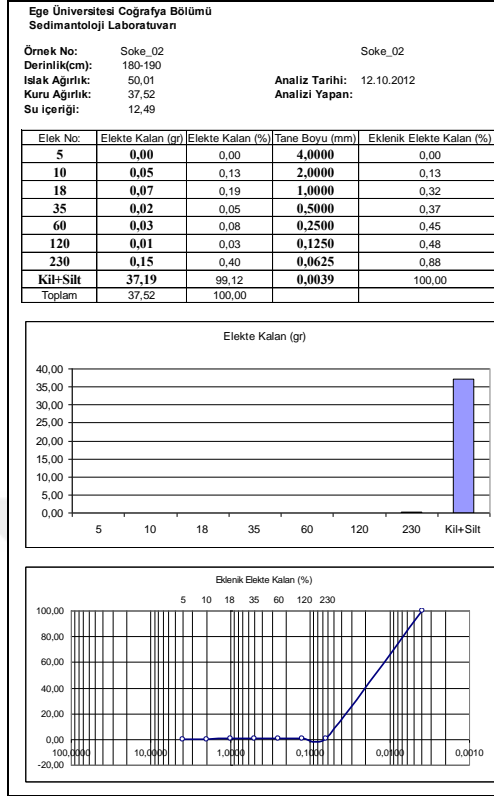 Ege Üniversitesi Coğrafya Bölümü
Sedimantoloji Laboratuvarı
Örnek No: Soke_02 Soke_02
Derinlik(cm): 180-190
Islak Ağırlık: 50,01 Analiz Tarihi: 12.10.2012
Kuru Ağırlık: 37,52 Analizi Yapan:
Su içeriği: 12,49
Elek No: Elekte Kalan (gr) Elekte Kalan (%) Tane Boyu (mm) Eklenik Elekte Kalan (%)
5 0,00 0,00 4,0000 0,00
10 0,05 0,13 2,0000 0,13
18 0,07 0,19 1,0000 0,32
35 0,02 0,05 0,5000 0,37
60 0,03 0,08 0,2500 0,45
120 0,01 0,03 0,1250 0,48
230 0,15 0,40 0,0625 0,88
Kil+Silt 37,19 99,12 0,0039 100,00
Toplam 37,52 100,00
Elekte Kalan (gr)
40,00
35,00
30,00
25,00
20,00
15,00
10,00
5,00
0,00
5 10 18 35 60 120 230 Kil+Silt
Eklenik Elekte Kalan (%)
5 10 18 35 60 120 230
100,00
80,00
60,00
40,00
20,00
0,00
-20,00
100,0000 10,0000 1,0000 0,1000 0,0100 0,0010